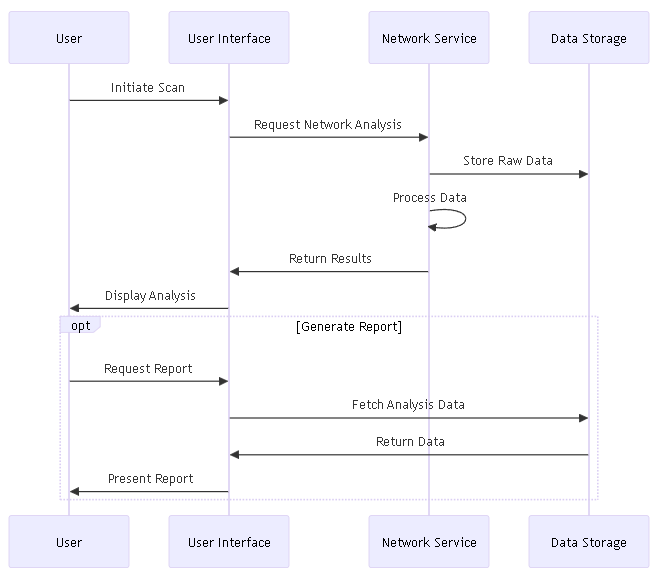 User
User Interface
Network Service
Data Storage
Initiate Scan
Request Network Analysis
Store Raw Data
Process Data
Return Results
Display Analysis
opt
[Generate Report]
Request Report
Fetch Analysis Data
Return Data
Present Report
User
User Interface
Network Service
Data Storage